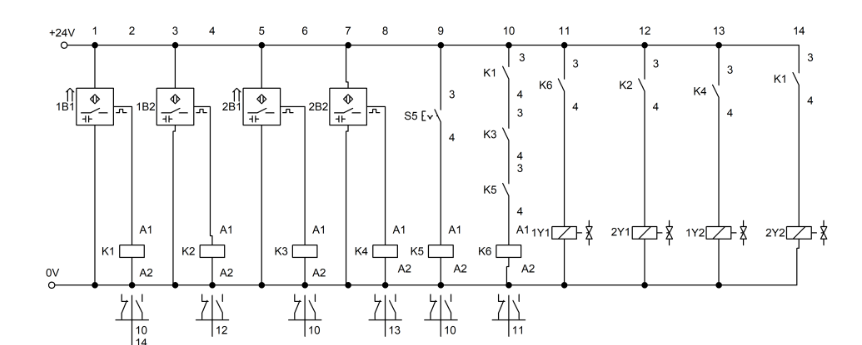 1 2 3 4 5 6 7 8 9 10 11 12 13 14
+24V
3 3 3 3 3
K1 K6 K2 K4 K1
1B1 1B2 2B1 2B2
3
S5 4 4 4 4 4
3
4
K3
4
3
K5
4
A1 A1 A1 A1 A1 A1 1Y1 2Y1 1Y2 2Y2
K1 K2 K3 K4 K5 K6
A2 A2 A2 A2 A2 A2
0V
10 12 10 13 10 11
14